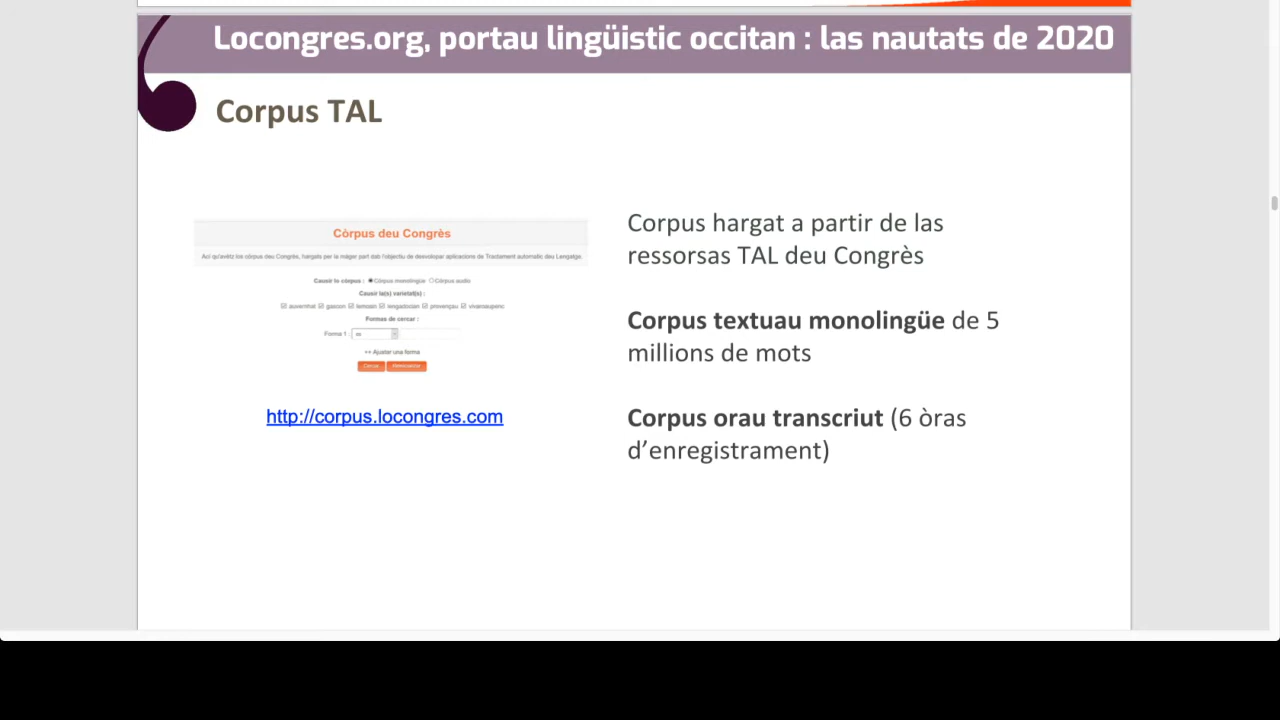 Locongres.org, portau lingüistic occitan : las nautats de 2020
Corpus TAL
Còrpus deu Congrès
Ací qu'avètz los còrpus deu Congrès, hargats per la màger part dab l'objectiu de desvolopar aplicacions de Tractament automatic deu Lengatge.
Causir lo còrpus : Còrpus monolingüe Còrpus audio
Causir la(s) varietat(s) :
auvernhat gascon lemosin lengadocian provençau vivaroaupenc
Formas de cercar :
Forma 1 :
++ Ajustar una forma
Cercar
http://corpus.locongres.com
Corpus hargat a partir de las
ressorsas TAL deu Congrès
Corpus textuau monolingüe de 5
millions de mots
Corpus orau transcriut (6 òras
d’enregistrament)